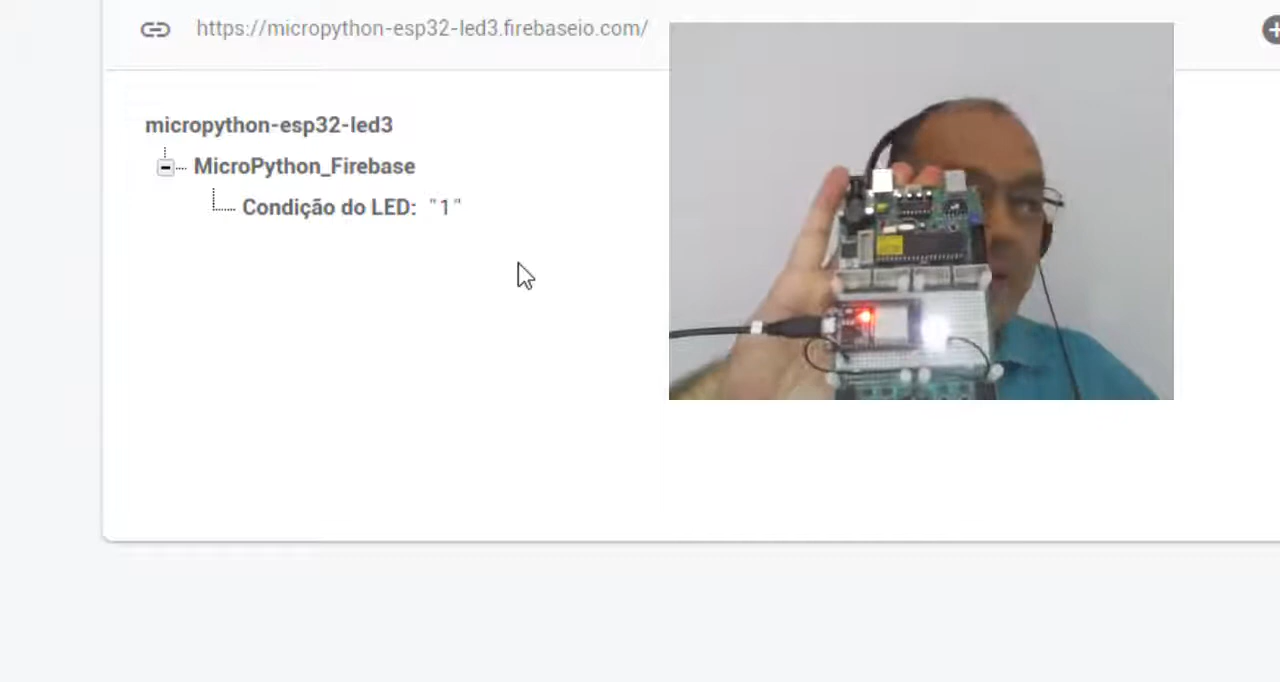 https://micropython-esp32-led3.firebaseio.com/
micropython-esp32-led3
MicroPython_Firebase
Condição do LED: "1"